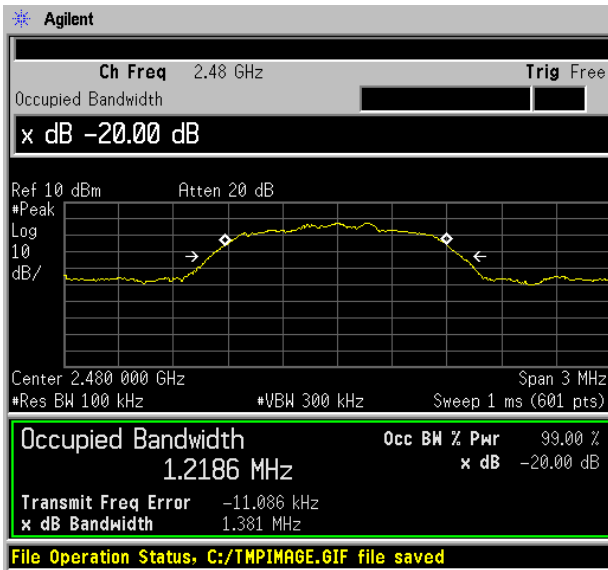 Agilent
Ch Freq 2.48 GHz Trig Free
Occupied Bandwidth
x dB -20.00 dB
Ref 10 dBm Atten 20 dB
#Peak
Log
10
dB/
Center 2.480 000 GHz Span 3 MHz
#Res BW 100 kHz #VBW 300 kHz Sweep 1 ms (601 pts)
Occupied Bandwidth Occ BW % Pwr 99.00 %
1.2186 MHz x dB -20.00 dB
Transmit Freq Error -11.086 kHz
x dB Bandwidth 1.381 MHz
File Operation Status, C:/TMPIMAGE.GIF file saved